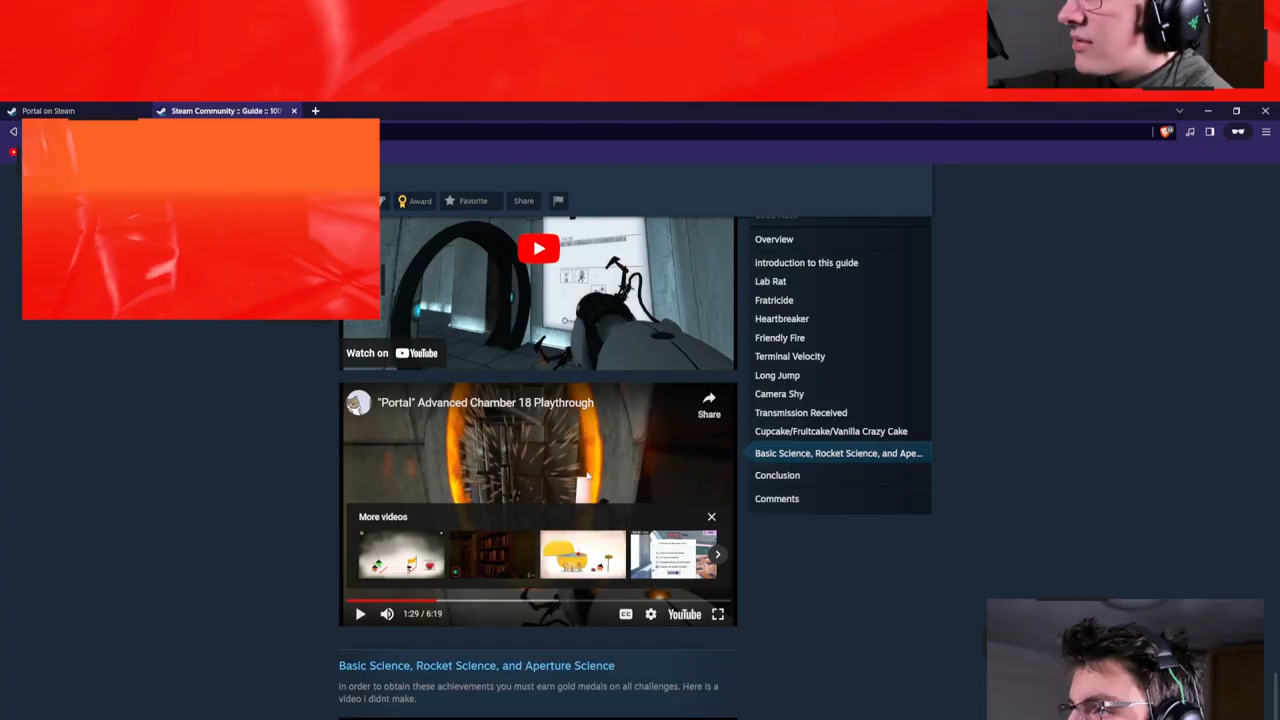 Portal on Steam
Steam Community :: Guide :: 100
Award
Favorite
Share
Overview
Introduction to this guide
Lab Rat
Fratricide
Heartbreaker
Friendly Fire
Terminal Velocity
Long Jump
Camera Shy
Transmission Received
Cupcake/Fruitcake/Vanilla Crazy Cake
Basic Science, Rocket Science, and Ape...
Conclusion
Comments
Watch on YouTube
"Portal" Advanced Chamber 18 Playthrough
Share
More videos
1:29 / 6:19
CC
YouTube
Basic Science, Rocket Science, and Aperture Science
In order to obtain these achievements you must earn gold medals on all challenges. Here is a
video i didnt make.